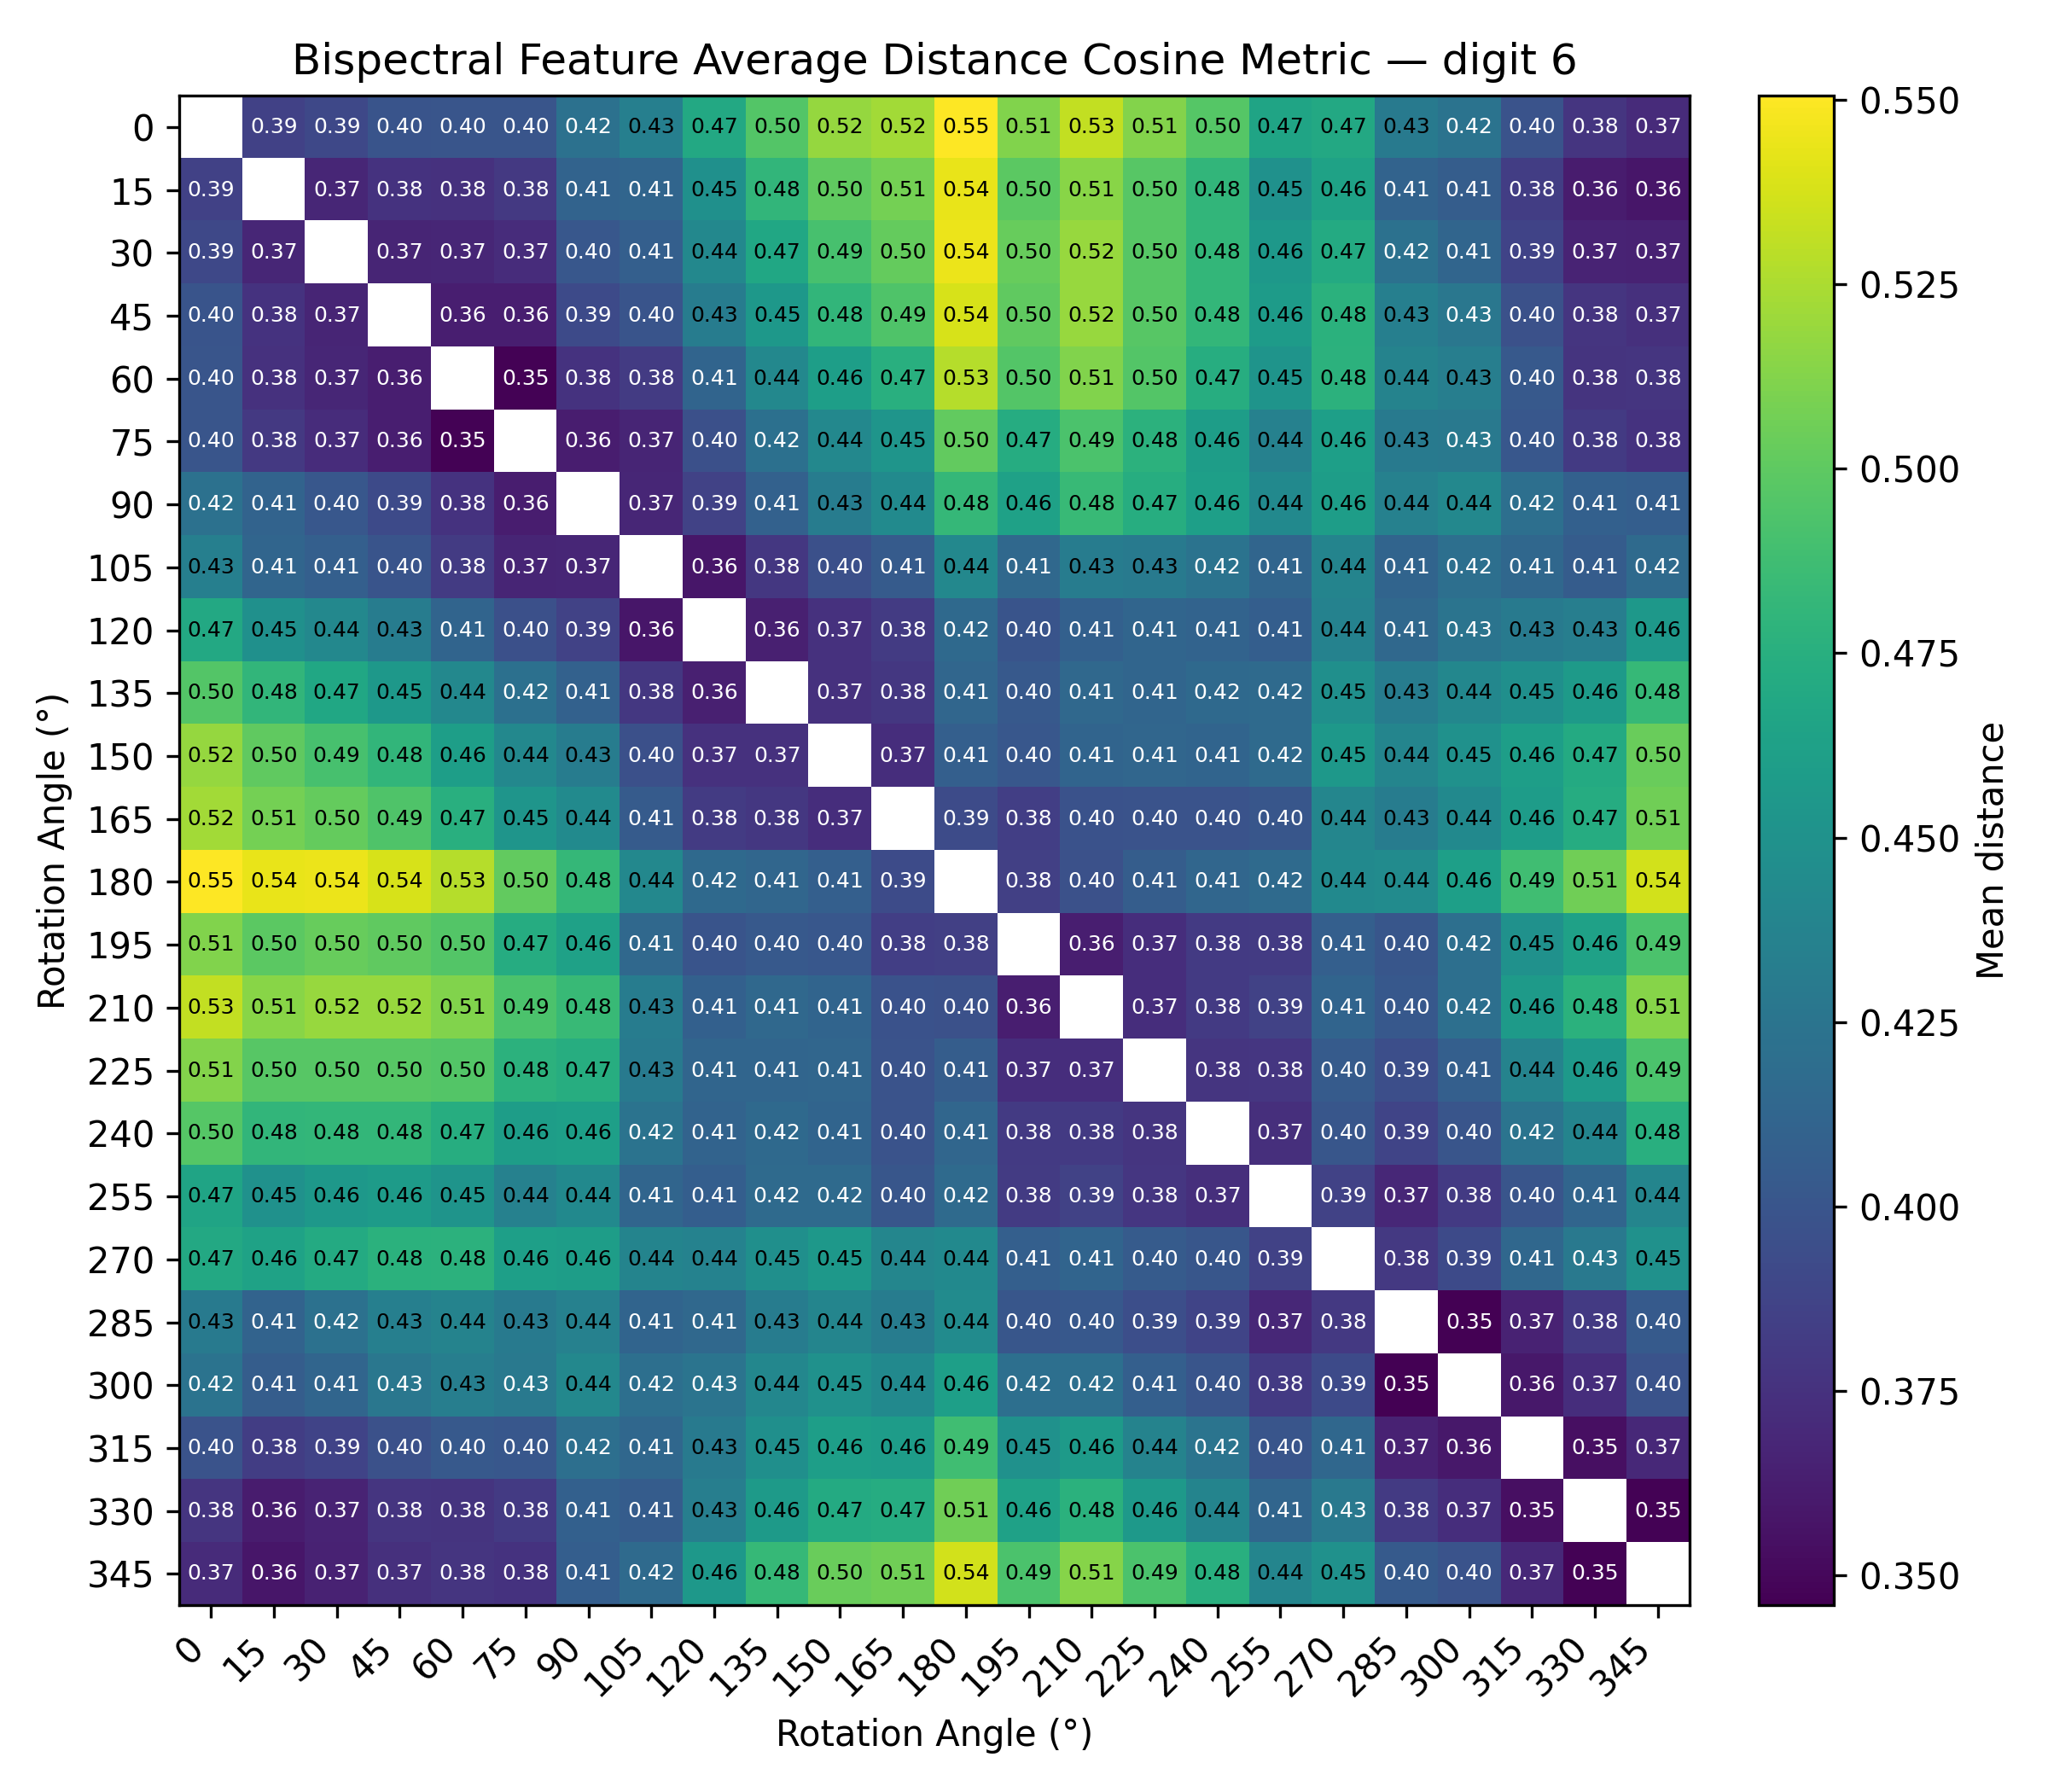 Bispectral Feature Average Distance Cosine Metric — digit 6
0 0.39 0.39 0.40 0.40 0.40 0.42 0.43 0.47 0.50 0.52 0.52 0.55 0.51 0.53 0.51 0.50 0.47 0.47 0.43 0.42 0.40 0.38 0.37
15 0.39 0.37 0.38 0.38 0.38 0.41 0.41 0.45 0.48 0.50 0.51 0.54 0.50 0.51 0.50 0.48 0.45 0.46 0.41 0.41 0.38 0.36 0.36
30 0.39 0.37 0.37 0.37 0.37 0.40 0.41 0.44 0.47 0.49 0.50 0.54 0.50 0.52 0.50 0.48 0.46 0.47 0.42 0.41 0.39 0.37 0.37
45 0.40 0.38 0.37 0.36 0.36 0.39 0.40 0.43 0.45 0.48 0.49 0.54 0.50 0.52 0.50 0.48 0.46 0.48 0.43 0.43 0.40 0.38 0.37
60 0.40 0.38 0.37 0.36 0.35 0.38 0.38 0.41 0.44 0.46 0.47 0.53 0.50 0.51 0.50 0.47 0.45 0.48 0.44 0.43 0.40 0.38 0.38
75 0.40 0.38 0.37 0.36 0.35 0.36 0.37 0.40 0.42 0.44 0.45 0.50 0.47 0.49 0.48 0.46 0.44 0.46 0.43 0.43 0.40 0.38 0.38
90 0.42 0.41 0.40 0.39 0.38 0.36 0.37 0.39 0.41 0.43 0.44 0.48 0.46 0.48 0.47 0.46 0.44 0.46 0.44 0.44 0.42 0.41 0.41
105 0.43 0.41 0.41 0.40 0.38 0.37 0.37 0.36 0.38 0.40 0.41 0.44 0.41 0.43 0.43 0.42 0.41 0.44 0.41 0.42 0.41 0.41 0.42
120 0.47 0.45 0.44 0.43 0.41 0.40 0.39 0.36 0.36 0.37 0.38 0.42 0.40 0.41 0.41 0.41 0.41 0.44 0.41 0.43 0.43 0.43 0.46
135 0.50 0.48 0.47 0.45 0.44 0.42 0.41 0.38 0.36 0.37 0.38 0.41 0.40 0.41 0.41 0.42 0.42 0.45 0.43 0.44 0.45 0.46 0.48
150 0.52 0.50 0.49 0.48 0.46 0.44 0.43 0.40 0.37 0.37 0.37 0.41 0.40 0.41 0.41 0.41 0.42 0.45 0.44 0.45 0.46 0.47 0.50
165 0.52 0.51 0.50 0.49 0.47 0.45 0.44 0.41 0.38 0.38 0.37 0.39 0.38 0.40 0.40 0.40 0.40 0.44 0.43 0.44 0.46 0.47 0.51
180 0.55 0.54 0.54 0.54 0.53 0.50 0.48 0.44 0.42 0.41 0.41 0.39 0.38 0.40 0.41 0.41 0.42 0.44 0.44 0.46 0.49 0.51 0.54
195 0.51 0.50 0.50 0.50 0.50 0.47 0.46 0.41 0.40 0.40 0.40 0.38 0.38 0.36 0.37 0.38 0.38 0.41 0.40 0.42 0.45 0.46 0.49
210 0.53 0.51 0.52 0.52 0.51 0.49 0.48 0.43 0.41 0.41 0.41 0.40 0.40 0.36 0.37 0.38 0.39 0.41 0.40 0.42 0.46 0.48 0.51
225 0.51 0.50 0.50 0.50 0.50 0.48 0.47 0.43 0.41 0.41 0.41 0.40 0.41 0.37 0.37 0.38 0.38 0.40 0.39 0.41 0.44 0.46 0.49
240 0.50 0.48 0.48 0.48 0.47 0.46 0.46 0.42 0.41 0.42 0.41 0.40 0.41 0.38 0.38 0.38 0.37 0.40 0.39 0.40 0.42 0.44 0.48
255 0.47 0.45 0.46 0.46 0.45 0.44 0.44 0.41 0.41 0.42 0.42 0.40 0.42 0.38 0.39 0.38 0.37 0.39 0.37 0.38 0.40 0.41 0.44
270 0.47 0.46 0.47 0.48 0.48 0.46 0.46 0.44 0.44 0.45 0.45 0.44 0.44 0.41 0.41 0.40 0.40 0.39 0.38 0.39 0.41 0.43 0.45
285 0.43 0.41 0.42 0.43 0.44 0.43 0.44 0.41 0.41 0.43 0.44 0.43 0.44 0.40 0.40 0.39 0.39 0.37 0.38 0.35 0.37 0.38 0.40
300 0.42 0.41 0.41 0.43 0.43 0.43 0.44 0.42 0.43 0.44 0.45 0.44 0.46 0.42 0.42 0.41 0.40 0.38 0.39 0.35 0.36 0.37 0.40
315 0.40 0.38 0.39 0.40 0.40 0.40 0.42 0.41 0.43 0.45 0.46 0.46 0.49 0.45 0.46 0.44 0.42 0.40 0.41 0.37 0.36 0.35 0.37
330 0.38 0.36 0.37 0.38 0.38 0.38 0.41 0.41 0.43 0.46 0.47 0.47 0.51 0.46 0.48 0.46 0.44 0.41 0.43 0.38 0.37 0.35 0.35
345 0.37 0.36 0.37 0.37 0.38 0.38 0.41 0.42 0.46 0.48 0.50 0.51 0.54 0.49 0.51 0.49 0.48 0.44 0.45 0.40 0.40 0.37 0.35
0 15 30 45 60 75 90 105 120 135 150 165 180 195 210 225 240 255 270 285 300 315 330 345
Rotation Angle (°)
Rotation Angle (°)
0.550
0.525
0.500
0.475
0.450
0.425
0.400
0.375
0.350
Mean distance